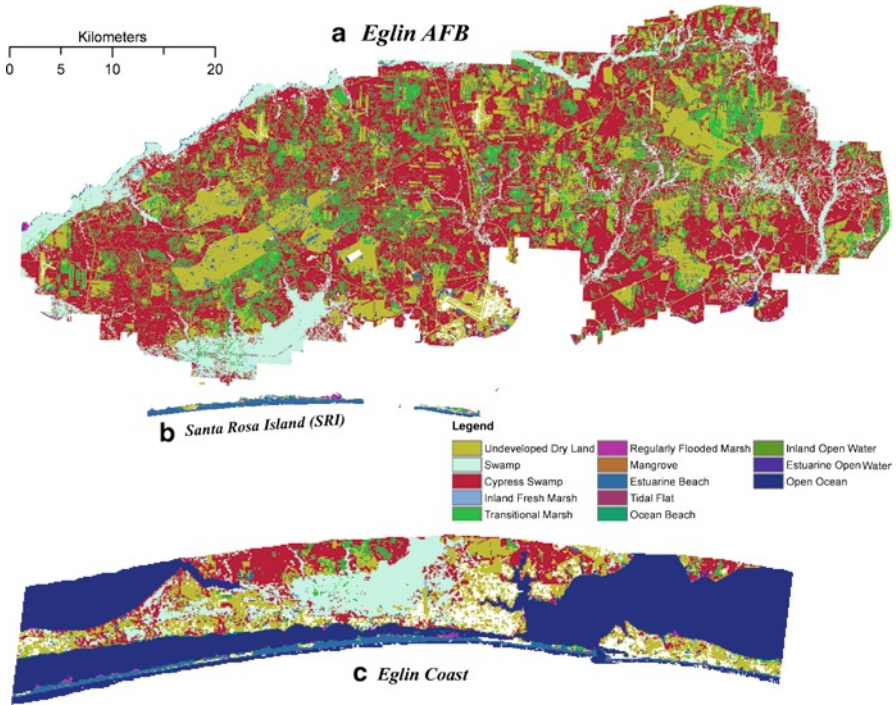 a Eglin AFB
Kilometers
0 5 10 20
b Santa Rosa Island (SRI)
Legend
Undeveloped Dry Land
Swamp
Cypress Swamp
Inland Fresh Marsh
Transitional Marsh
Regularly Flooded Marsh
Mangrove
Estuarine Beach
Tidal Flat
Ocean Beach
Inland Open Water
Estuarine Open Water
Open Ocean
c Eglin Coast